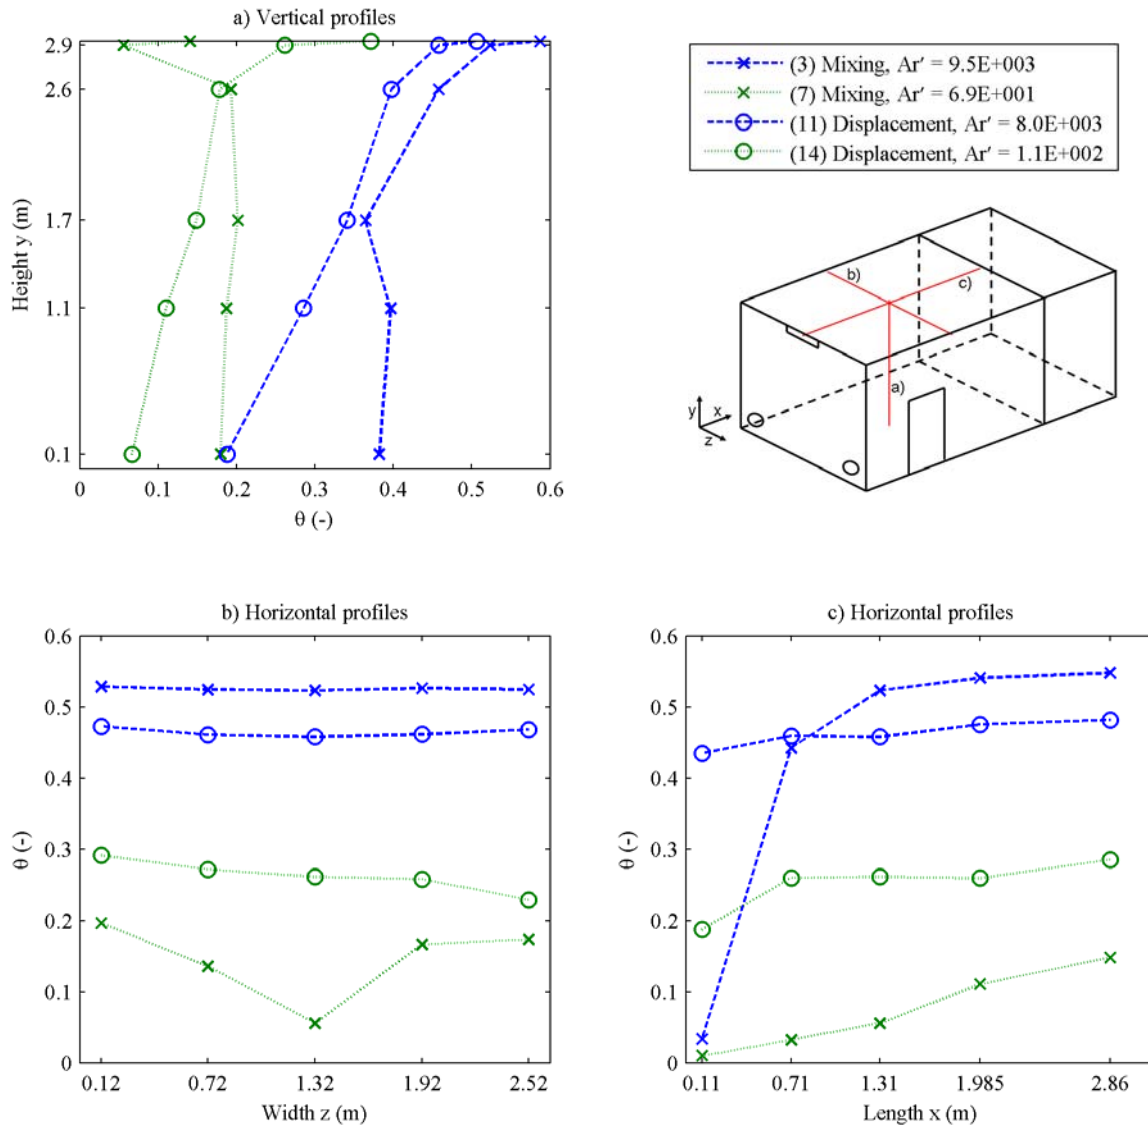 a) Vertical profiles
2.9
2.6
1.7
1.1
0.1
Height y (m)
0 0.1 0.2 0.3 0.4 0.5 0.6
θ (-)
(3) Mixing, Ar′ = 9.5E+003
(7) Mixing, Ar′ = 6.9E+001
(11) Displacement, Ar′ = 8.0E+003
(14) Displacement, Ar′ = 1.1E+002
b)
c)
a)
y x
z
b) Horizontal profiles
0.6
0.5
0.4
0.3
0.2
0.1
0
θ (-)
0.12 0.72 1.32 1.92 2.52
Width z (m)
c) Horizontal profiles
0.6
0.5
0.4
0.3
0.2
0.1
0
θ (-)
0.11 0.71 1.31 1.985 2.86
Length x (m)